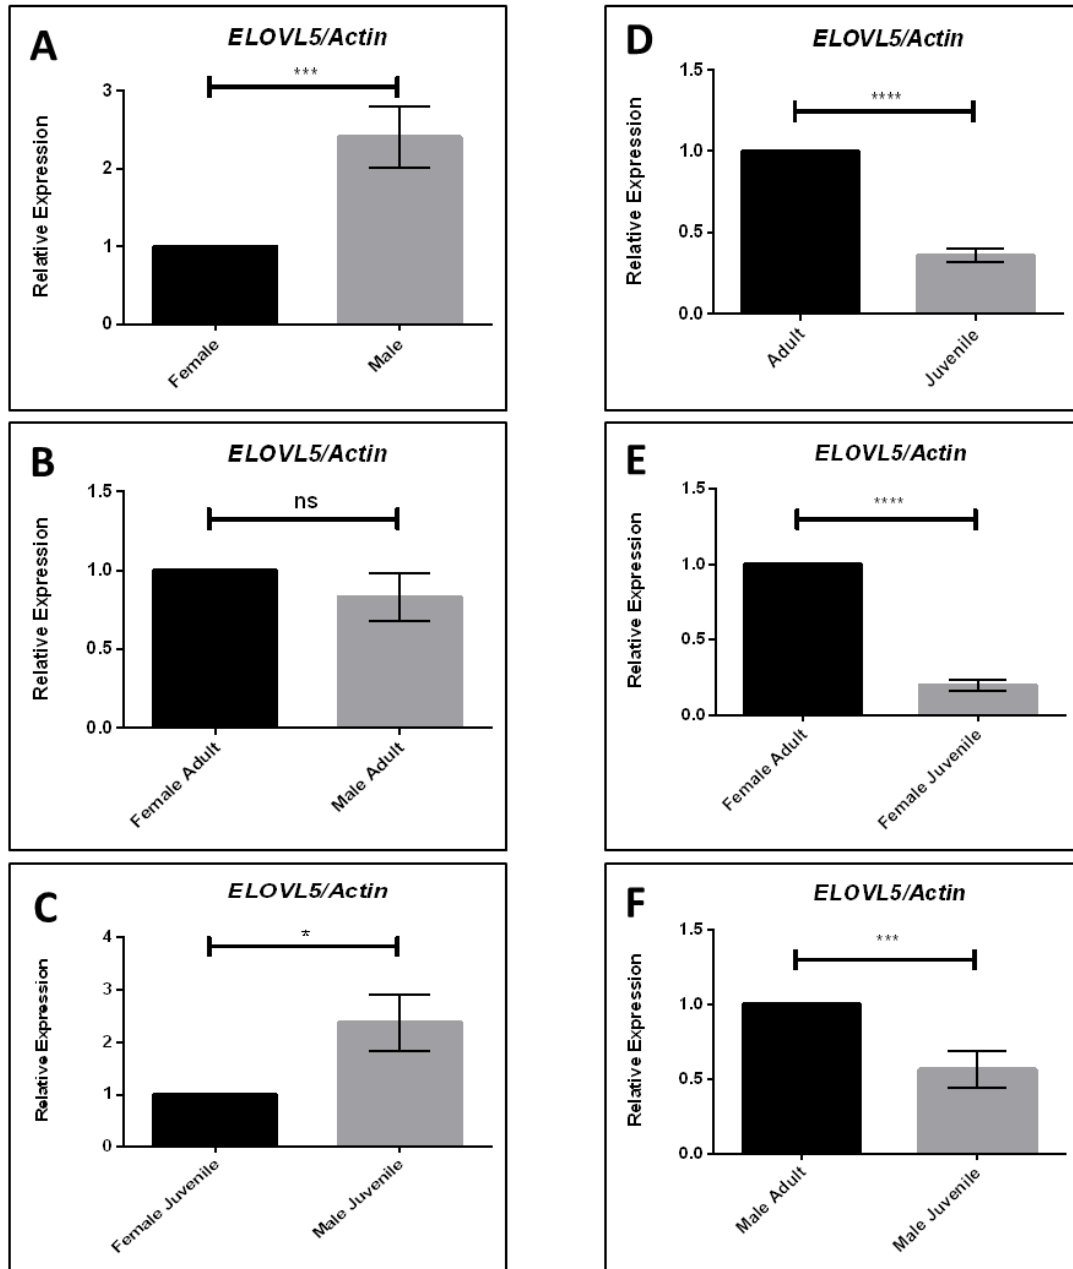 A
ELOVL5/Actin
***
Relative Expression
3
2
1
0
Female
Male
B
ELOVL5/Actin
ns
Relative Expression
1.5
1.0
0.5
0.0
Female Adult
Male Adult
C
ELOVL5/Actin
*
Relative Expression
4
3
2
1
0
Female Juvenile
Male Juvenile
D
ELOVL5/Actin
****
Relative Expression
1.5
1.0
0.5
0.0
Adult
Juvenile
E
ELOVL5/Actin
****
Relative Expression
1.5
1.0
0.5
0.0
Female Adult
Female Juvenile
F
ELOVL5/Actin
***
Relative Expression
1.5
1.0
0.5
0.0
Male Adult
Male Juvenile